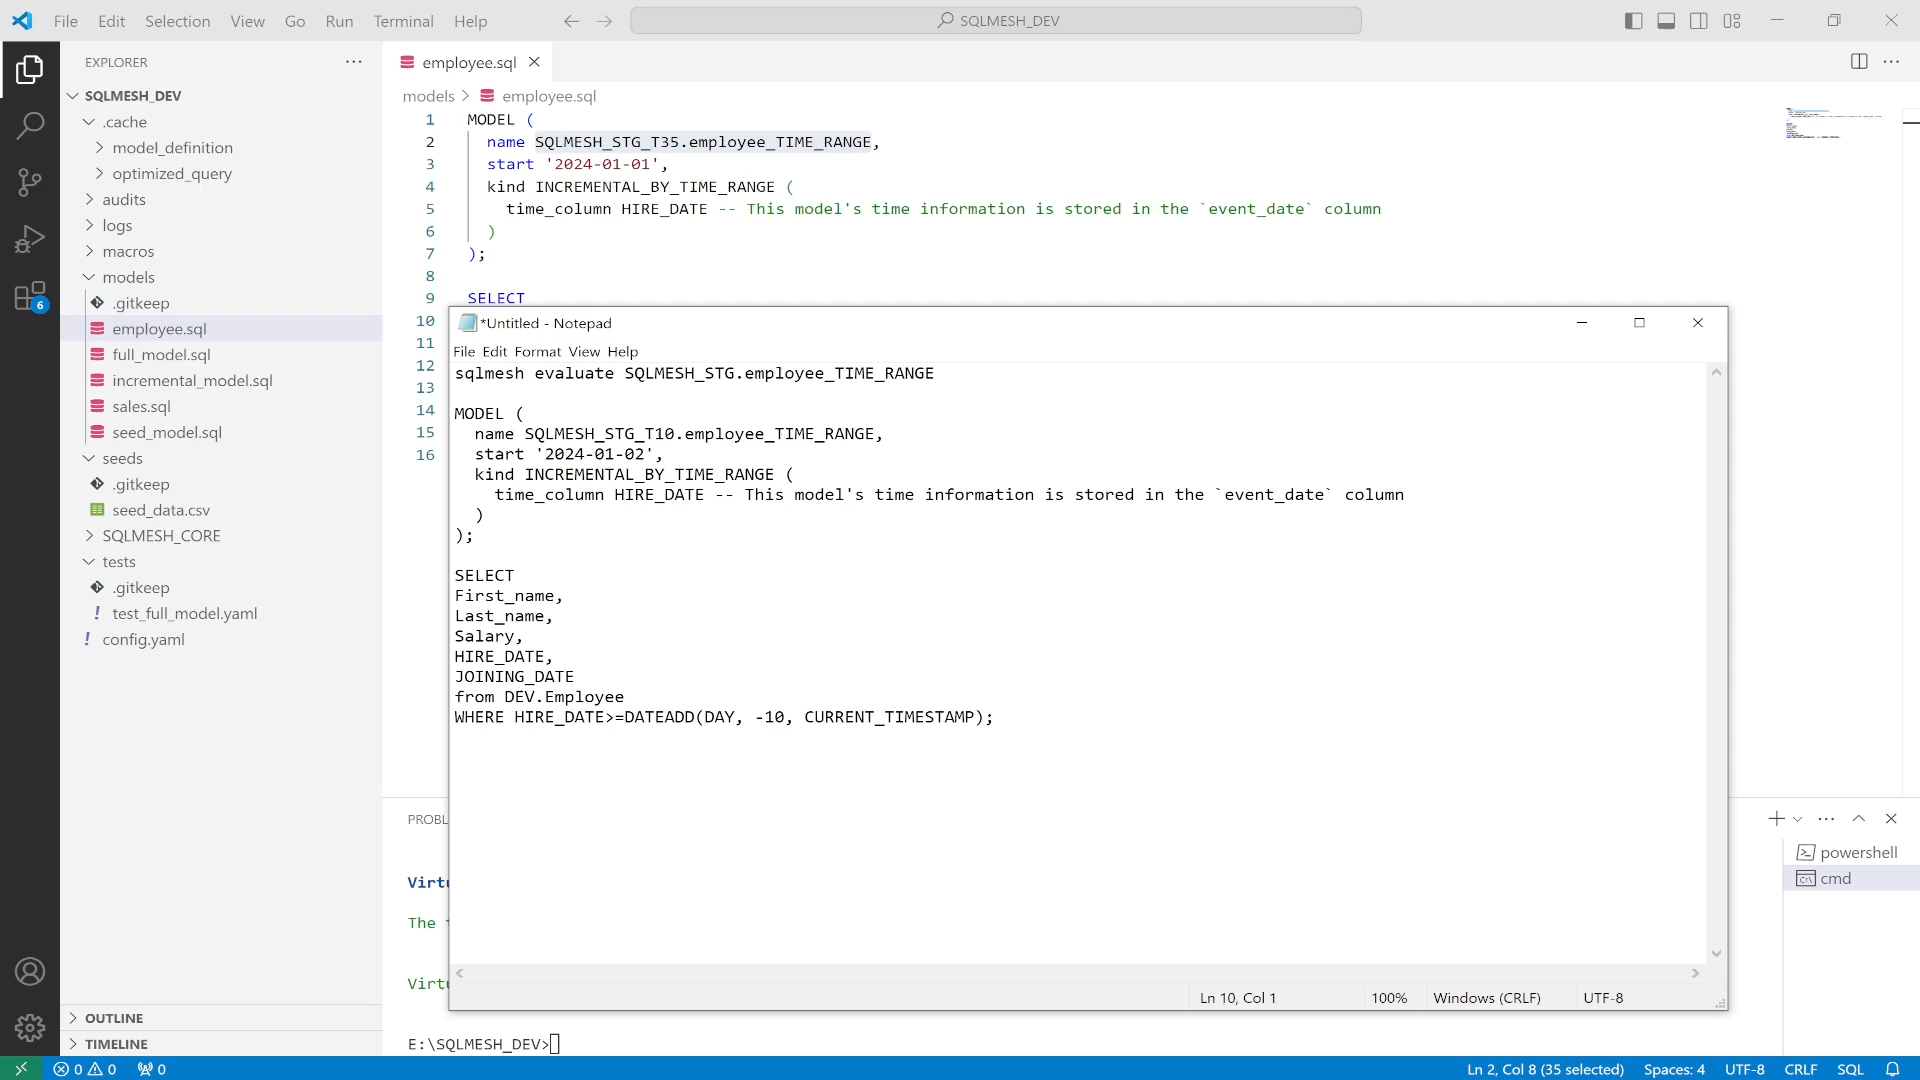 File Edit Selection View Go Run Terminal Help
SQLMESH_DEV
EXPLORER
SQLMESH_DEV
.cache
model_definition
optimized_query
audits
logs
macros
models
.gitkeep
employee.sql
full_model.sql
incremental_model.sql
sales.sql
seed_model.sql
seeds
.gitkeep
seed_data.csv
SQLMESH_CORE
tests
.gitkeep
! test_full_model.yaml
! config.yaml
OUTLINE
TIMELINE
6
employee.sql
models > employee.sql
1 MODEL (
2 name SQLMESH_STG_T35.employee_TIME_RANGE,
3 start '2024-01-01',
4 kind INCREMENTAL_BY_TIME_RANGE (
5 time_column HIRE_DATE -- This model's time information is stored in the `event_date` column
6 )
7 );
8
9 SELECT
10
11
12
13
14
15
16
*Untitled - Notepad
File Edit Format View Help
sqlmesh evaluate SQLMESH_STG.employee_TIME_RANGE
MODEL (
name SQLMESH_STG_T10.employee_TIME_RANGE,
start '2024-01-02',
kind INCREMENTAL_BY_TIME_RANGE (
time_column HIRE_DATE -- This model's time information is stored in the `event_date` column
)
);
SELECT
First_name,
Last_name,
Salary,
HIRE_DATE,
JOINING_DATE
from DEV.Employee
WHERE HIRE_DATE>=DATEADD(DAY, -10, CURRENT_TIMESTAMP);
Ln 10, Col 1 100% Windows (CRLF) UTF-8
PROBL
Virtu
The
Virtu
E:\SQLMESH_DEV>
powershell
cmd
0 0 0
Ln 2, Col 8 (35 selected) Spaces: 4 UTF-8 CRLF SQL